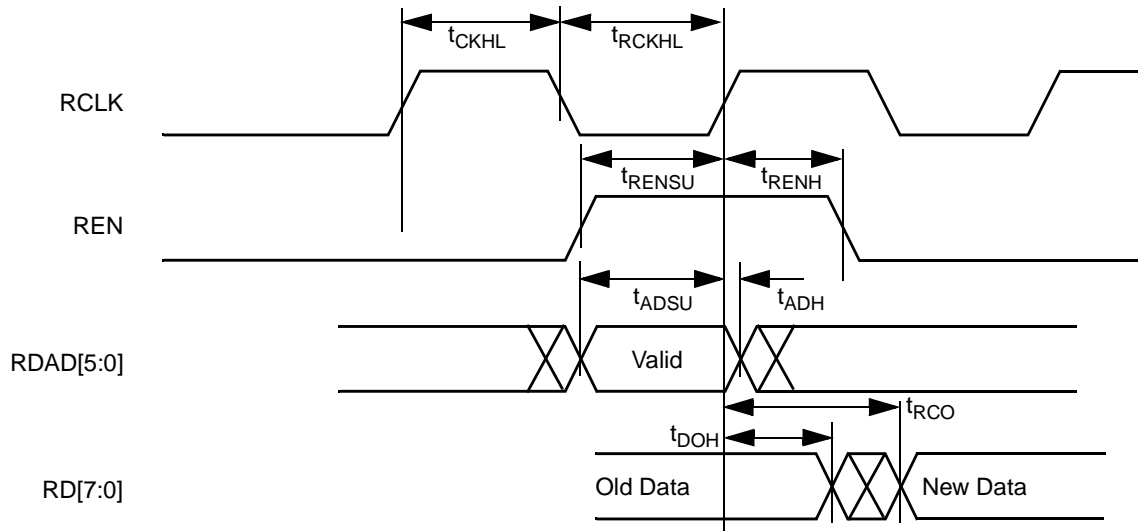 tCKHL tRCKHL
RCLK
tRENSU tRENH
REN
tADSU tADH
RDAD[5:0] Valid
tRCO
tDOH
RD[7:0] Old Data New Data